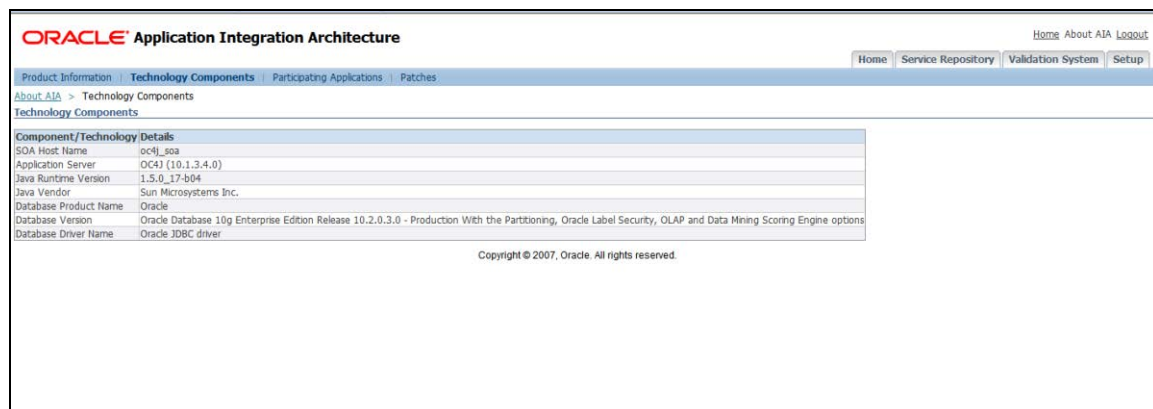 ORACLE Application Integration Architecture
Home About AIA Logout
Home Service Repository Validation System Setup
Product Information | Technology Components | Participating Applications | Patches
About AIA > Technology Components
Technology Components
Component/Technology Details
SOA Host Name oc4j_soa
Application Server OC4J (10.1.3.4.0)
Java Runtime Version 1.5.0_17-b04
Java Vendor Sun Microsystems Inc.
Database Product Name Oracle
Database Version Oracle Database 10g Enterprise Edition Release 10.2.0.3.0 - Production With the Partitioning, Oracle Label Security, OLAP and Data Mining Scoring Engine options
Database Driver Name Oracle JDBC driver
Copyright © 2007, Oracle. All rights reserved.